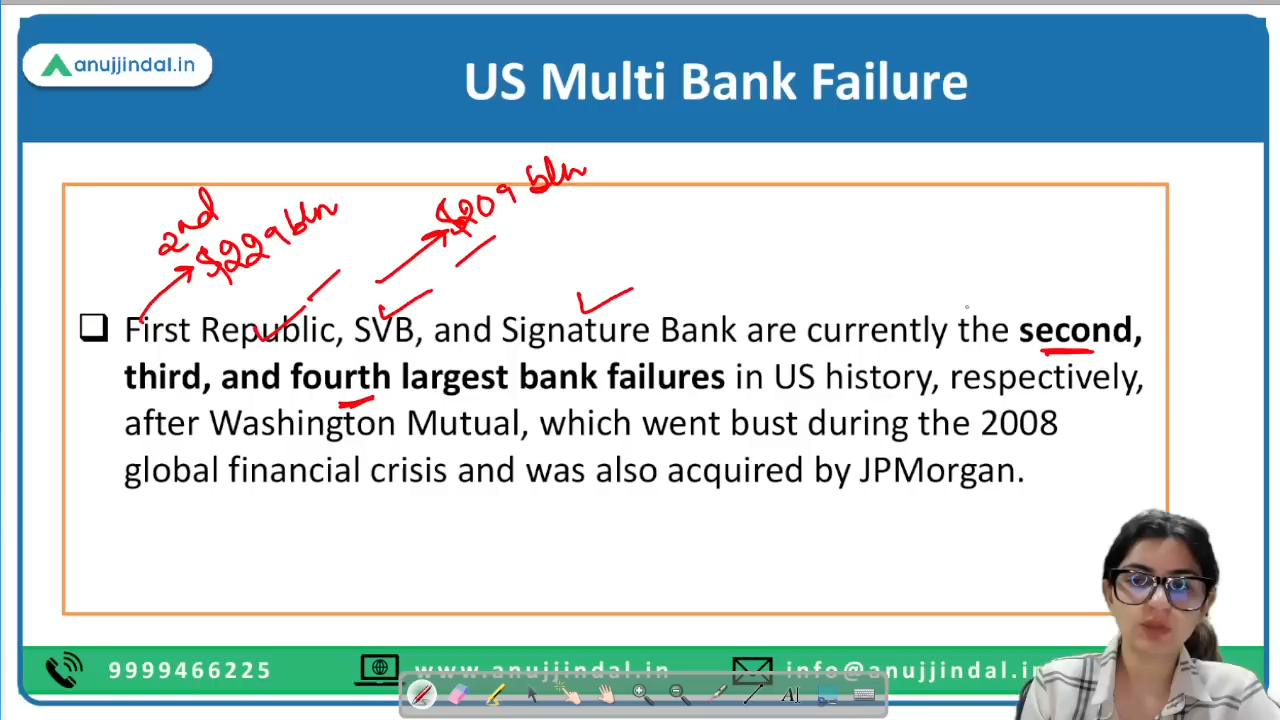 anujjindal.in
US Multi Bank Failure
2nd
$229 bln
$209 bln
First Republic, SVB, and Signature Bank are currently the second,
third, and fourth largest bank failures in US history, respectively,
after Washington Mutual, which went bust during the 2008
global financial crisis and was also acquired by JPMorgan.
9999466225
www.anujjindal.in
info@anujjindal.in
AI